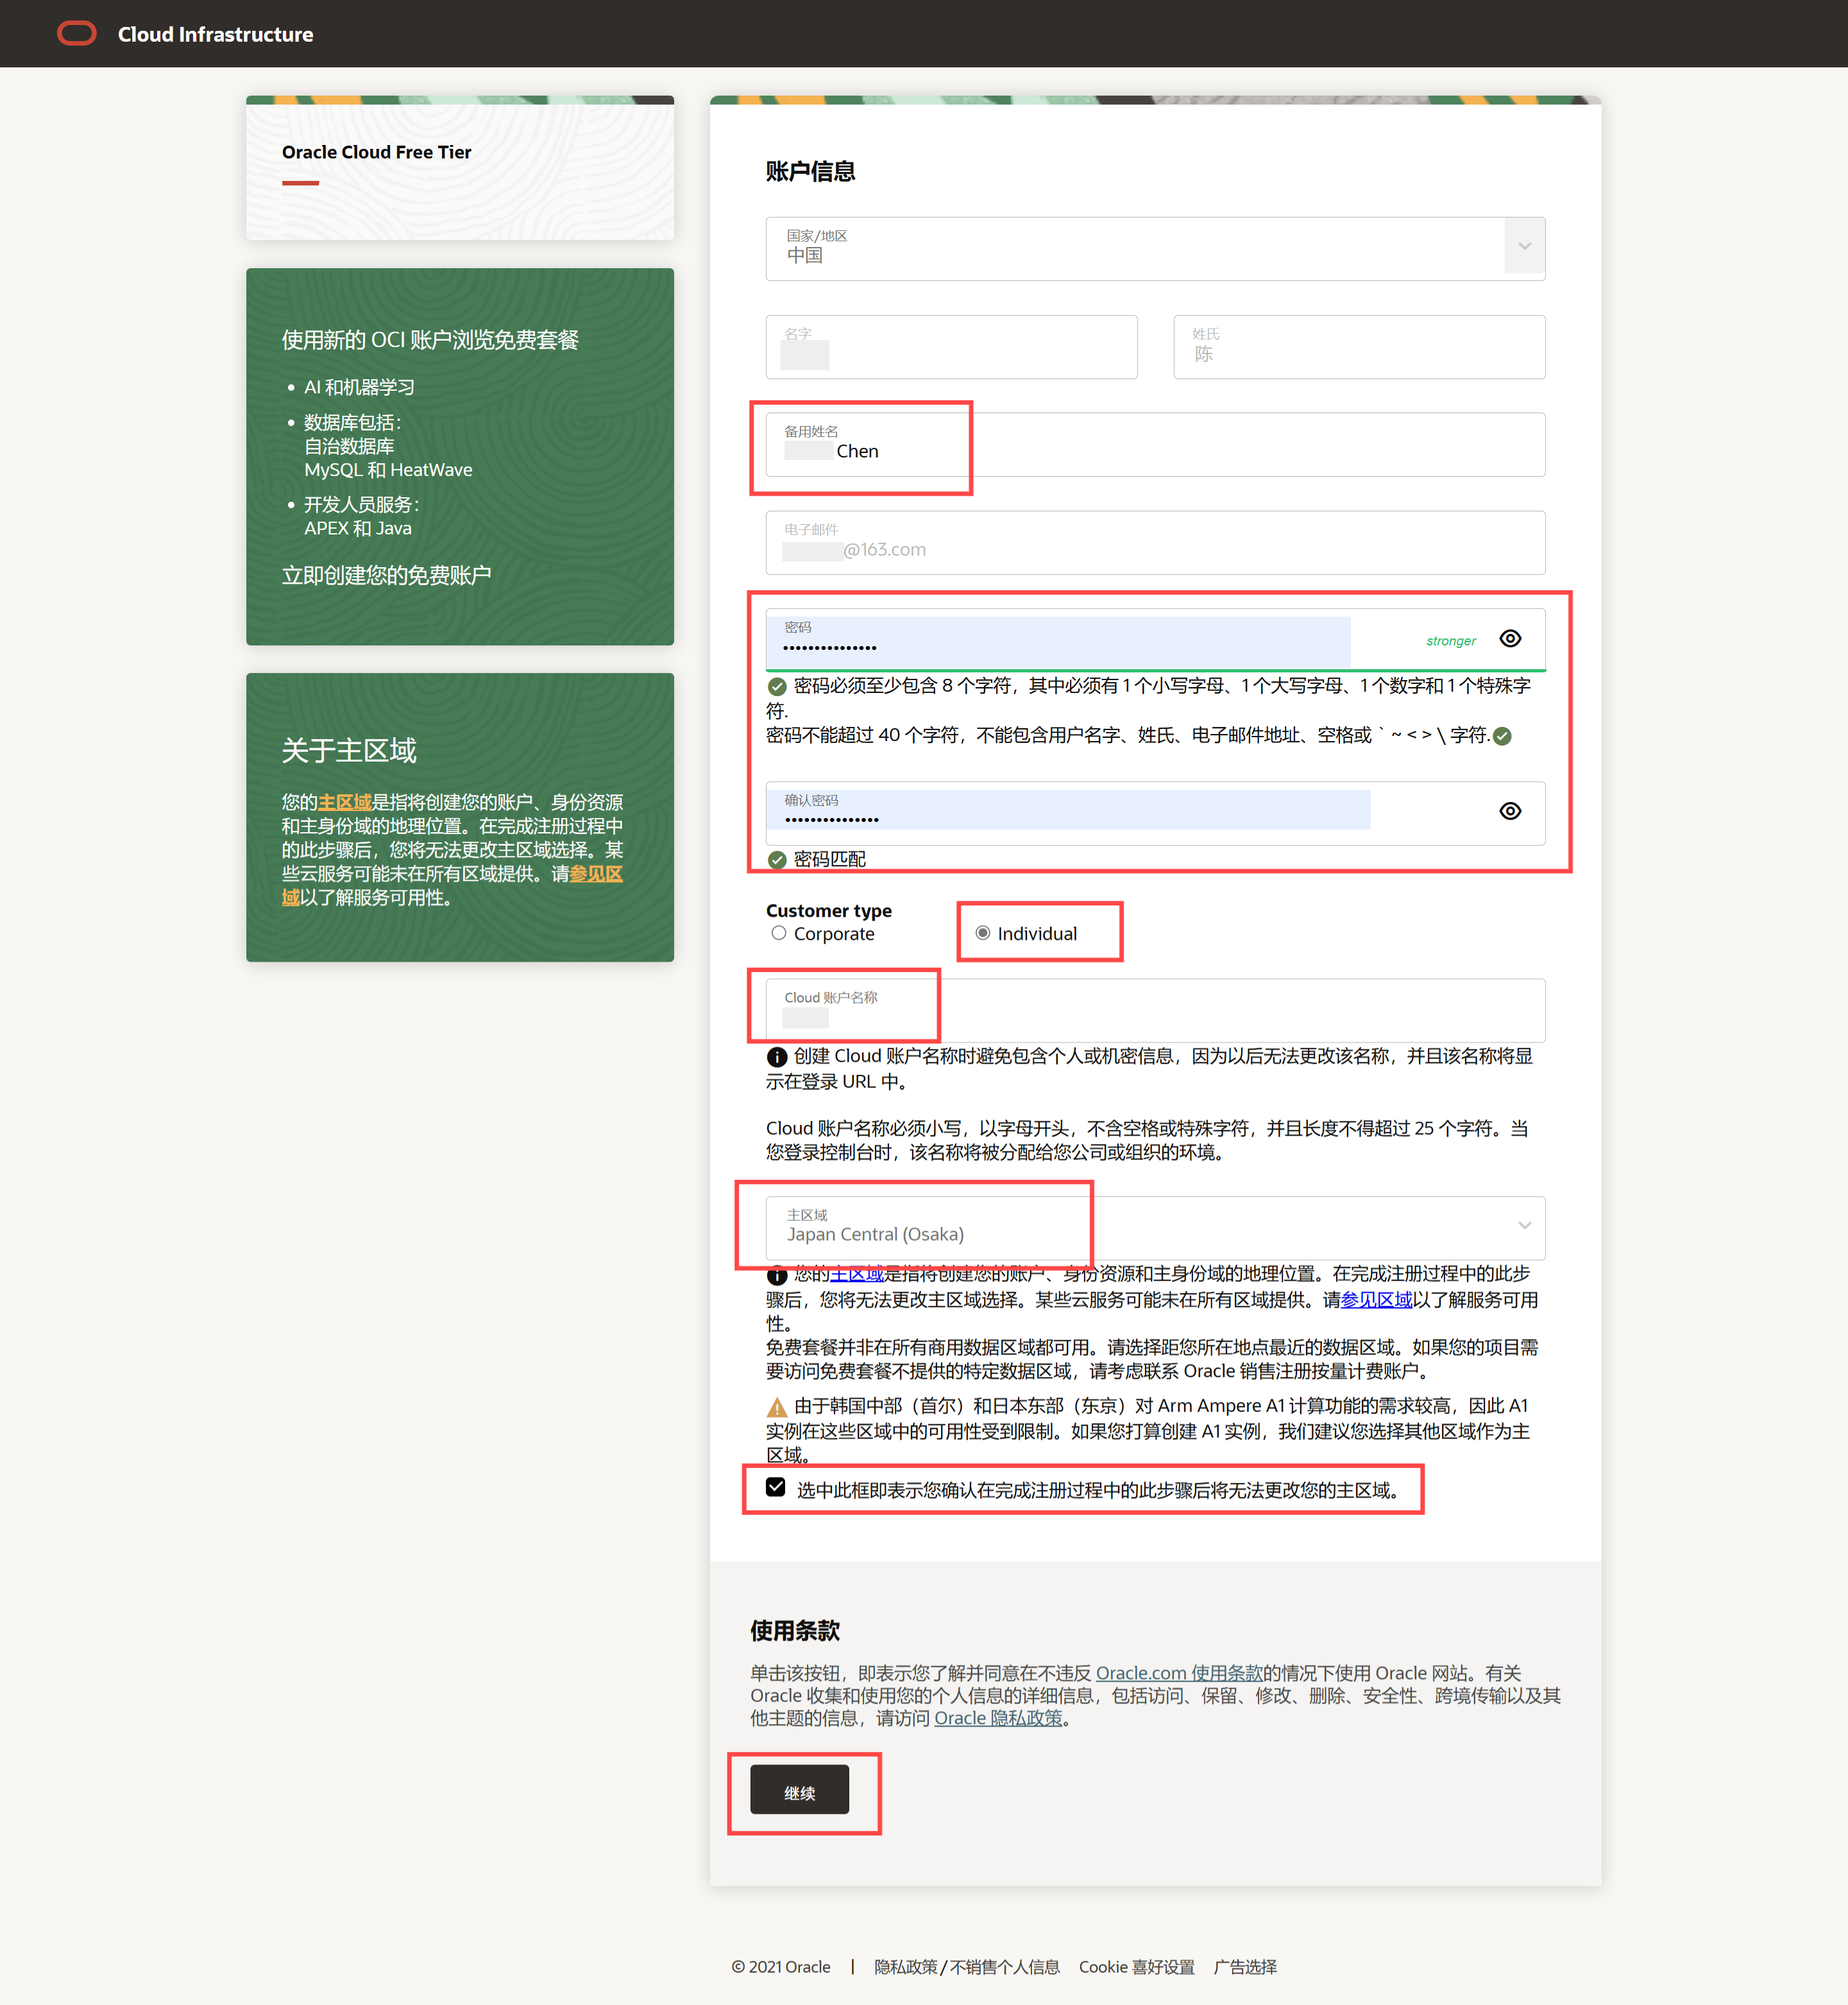 Cloud Infrastructure
Oracle Cloud Free Tier
使用新的 OCI 账户浏览免费套餐
AI 和机器学习
数据库包括：
自治数据库
MySQL 和 HeatWave
开发人员服务：
APEX 和 Java
立即创建您的免费账户
关于主区域
您的主区域是指将创建您的账户、身份资源
和主身份域的地理位置。在完成注册过程中
的此步骤后，您将无法更改主区域选择。某
些云服务可能未在所有区域提供。请参见区
域以了解服务可用性。
账户信息
国家/地区
中国
名字
姓氏
陈
备用姓名
Chen
电子邮件
@163.com
密码
•••••••••••••••
stronger
密码必须至少包含 8 个字符，其中必须有 1 个小写字母、1 个大写字母、1 个数字和 1 个特殊字
符.
密码不能超过 40 个字符，不能包含用户名字、姓氏、电子邮件地址、空格或 ` ~ < > \ 字符.
确认密码
•••••••••••••••
密码匹配
Customer type
Corporate
Individual
Cloud 账户名称
创建 Cloud 账户名称时避免包含个人或机密信息，因为以后无法更改该名称，并且该名称将显
示在登录 URL 中。
Cloud 账户名称必须小写，以字母开头，不含空格或特殊字符，并且长度不得超过 25 个字符。当
您登录控制台时，该名称将被分配给您公司或组织的环境。
主区域
Japan Central (Osaka)
您的主区域是指将创建您的账户、身份资源和主身份域的地理位置。在完成注册过程中的此步
骤后，您将无法更改主区域选择。某些云服务可能未在所有区域提供。请参见区域以了解服务可用
性。
免费套餐并非在所有商用数据区域都可用。请选择距您所在地点最近的数据区域。如果您的项目需
要访问免费套餐不提供的特定数据区域，请考虑联系 Oracle 销售注册按量计费账户。
由于韩国中部（首尔）和日本东部（东京）对 Arm Ampere A1 计算功能的需求较高，因此 A1
实例在这些区域中的可用性受到限制。如果您打算创建 A1 实例，我们建议您选择其他区域作为主
区域。
选中此框即表示您确认在完成注册过程中的此步骤后将无法更改您的主区域。
使用条款
单击该按钮，即表示您了解并同意在不违反 Oracle.com 使用条款的情况下使用 Oracle 网站。有关
Oracle 收集和使用您的个人信息的详细信息，包括访问、保留、修改、删除、安全性、跨境传输以及其
他主题的信息，请访问 Oracle 隐私政策。
继续
© 2021 Oracle | 隐私政策/不销售个人信息 Cookie 喜好设置 广告选择